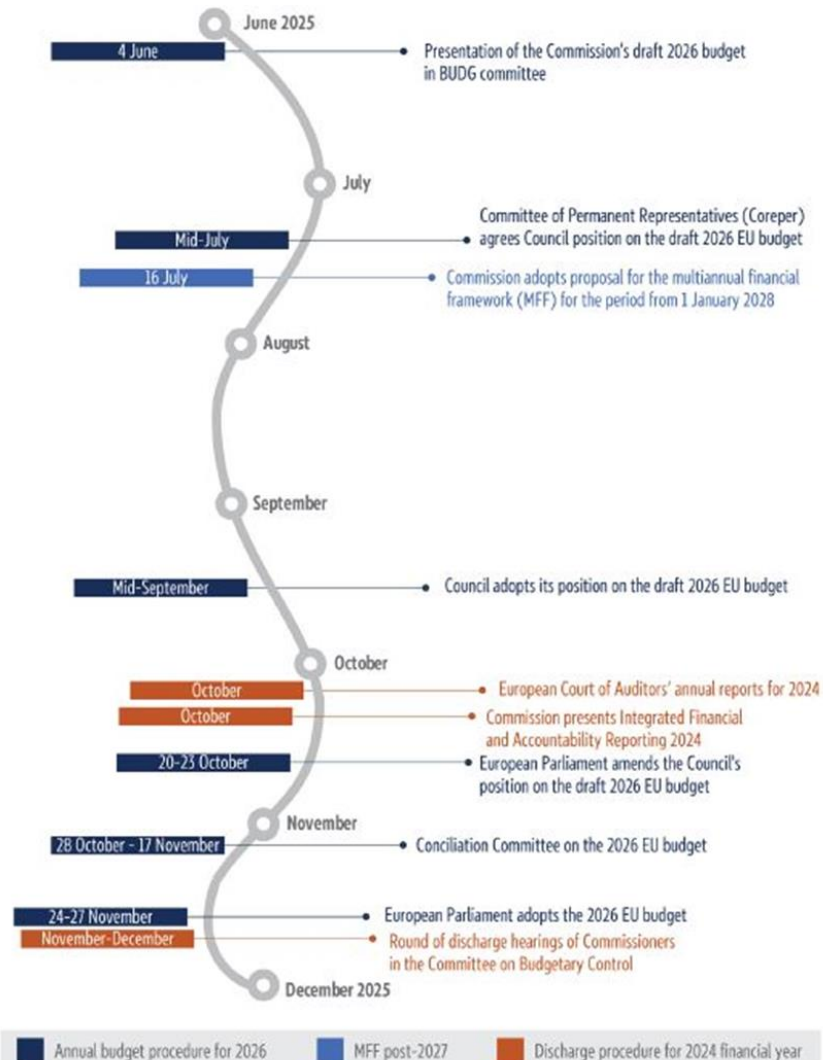 June 2025
4 June
Presentation of the Commission's draft 2026 budget
in BUDG committee
July
Mid-July
Committee of Permanent Representatives (Coreper)
agrees Council position on the draft 2026 EU budget
16 July
Commission adopts proposal for the multiannual financial
framework (MFF) for the period from 1 January 2028
August
September
Mid-September
Council adopts its position on the draft 2026 EU budget
October
October
European Court of Auditors' annual reports for 2024
October
Commission presents Integrated Financial
and Accountability Reporting 2024
20-23 October
European Parliament amends the Council's
position on the draft 2026 EU budget
November
28 October - 17 November
Conciliation Committee on the 2026 EU budget
24-27 November
European Parliament adopts the 2026 EU budget
November-December
Round of discharge hearings of Commissioners
in the Committee on Budgetary Control
December 2025
Annual budget procedure for 2026
MFF post-2027
Discharge procedure for 2024 financial year